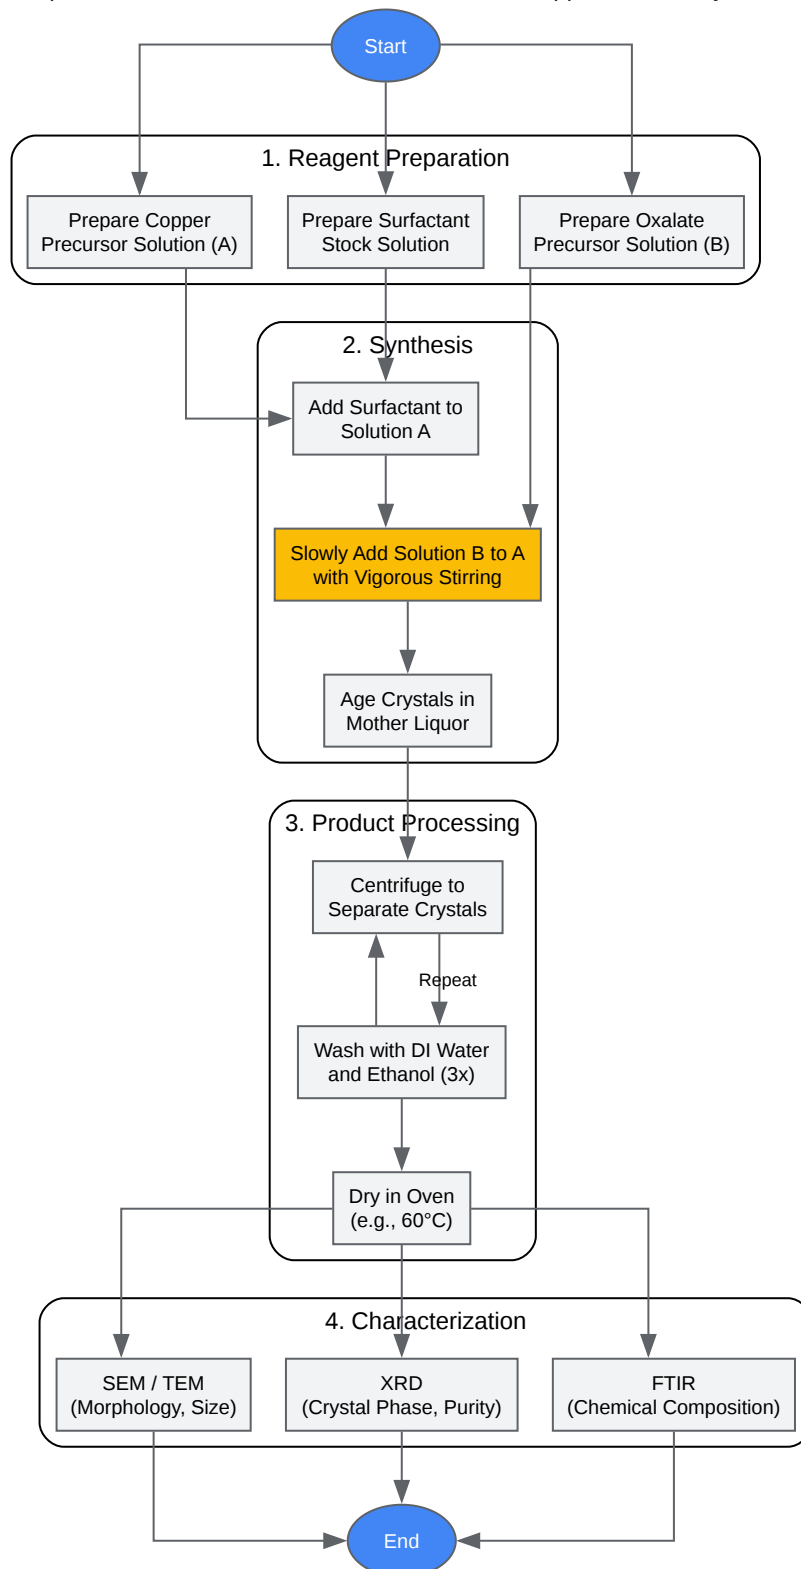 Start
1. Reagent Preparation
Prepare Copper
Precursor Solution (A)
Prepare Surfactant
Stock Solution
Prepare Oxalate
Precursor Solution (B)
2. Synthesis
Add Surfactant to
Solution A
Slowly Add Solution B to A
with Vigorous Stirring
Age Crystals in
Mother Liquor
3. Product Processing
Centrifuge to
Separate Crystals
Repeat
Wash with DI Water
and Ethanol (3x)
Dry in Oven
(e.g., 60°C)
4. Characterization
SEM / TEM
(Morphology, Size)
XRD
(Crystal Phase, Purity)
FTIR
(Chemical Composition)
End